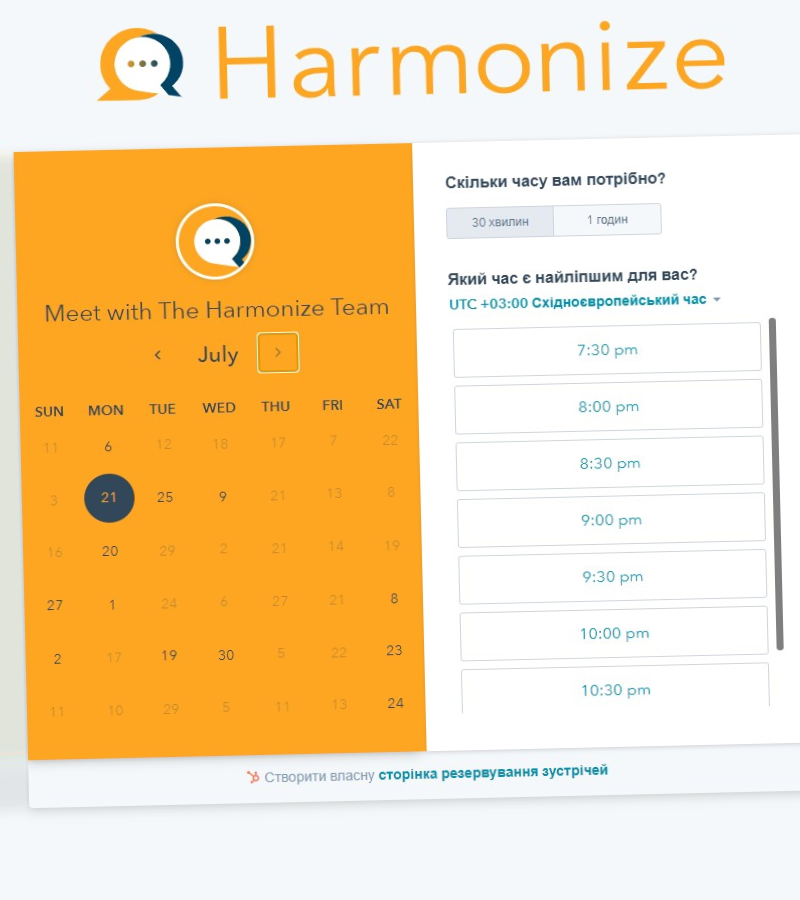 Harmonize
Meet with The Harmonize Team
July
SUN MON TUE WED THU FRI SAT
11 6 12 18 17 7 22
3 21 25 9 21 13 8
16 20 29 2 21 14 19
27 1 24 6 27 21 8
2 17 19 30 5 22 23
11 10 29 5 11 13 24
Скільки часу вам потрібно?
30 хвилин 1 годин
Який час є найліпшим для вас?
UTC +03:00 Східноєвропейський час
7:30 pm
8:00 pm
8:30 pm
9:00 pm
9:30 pm
10:00 pm
10:30 pm
Створити власну сторінка резервування зустрічей